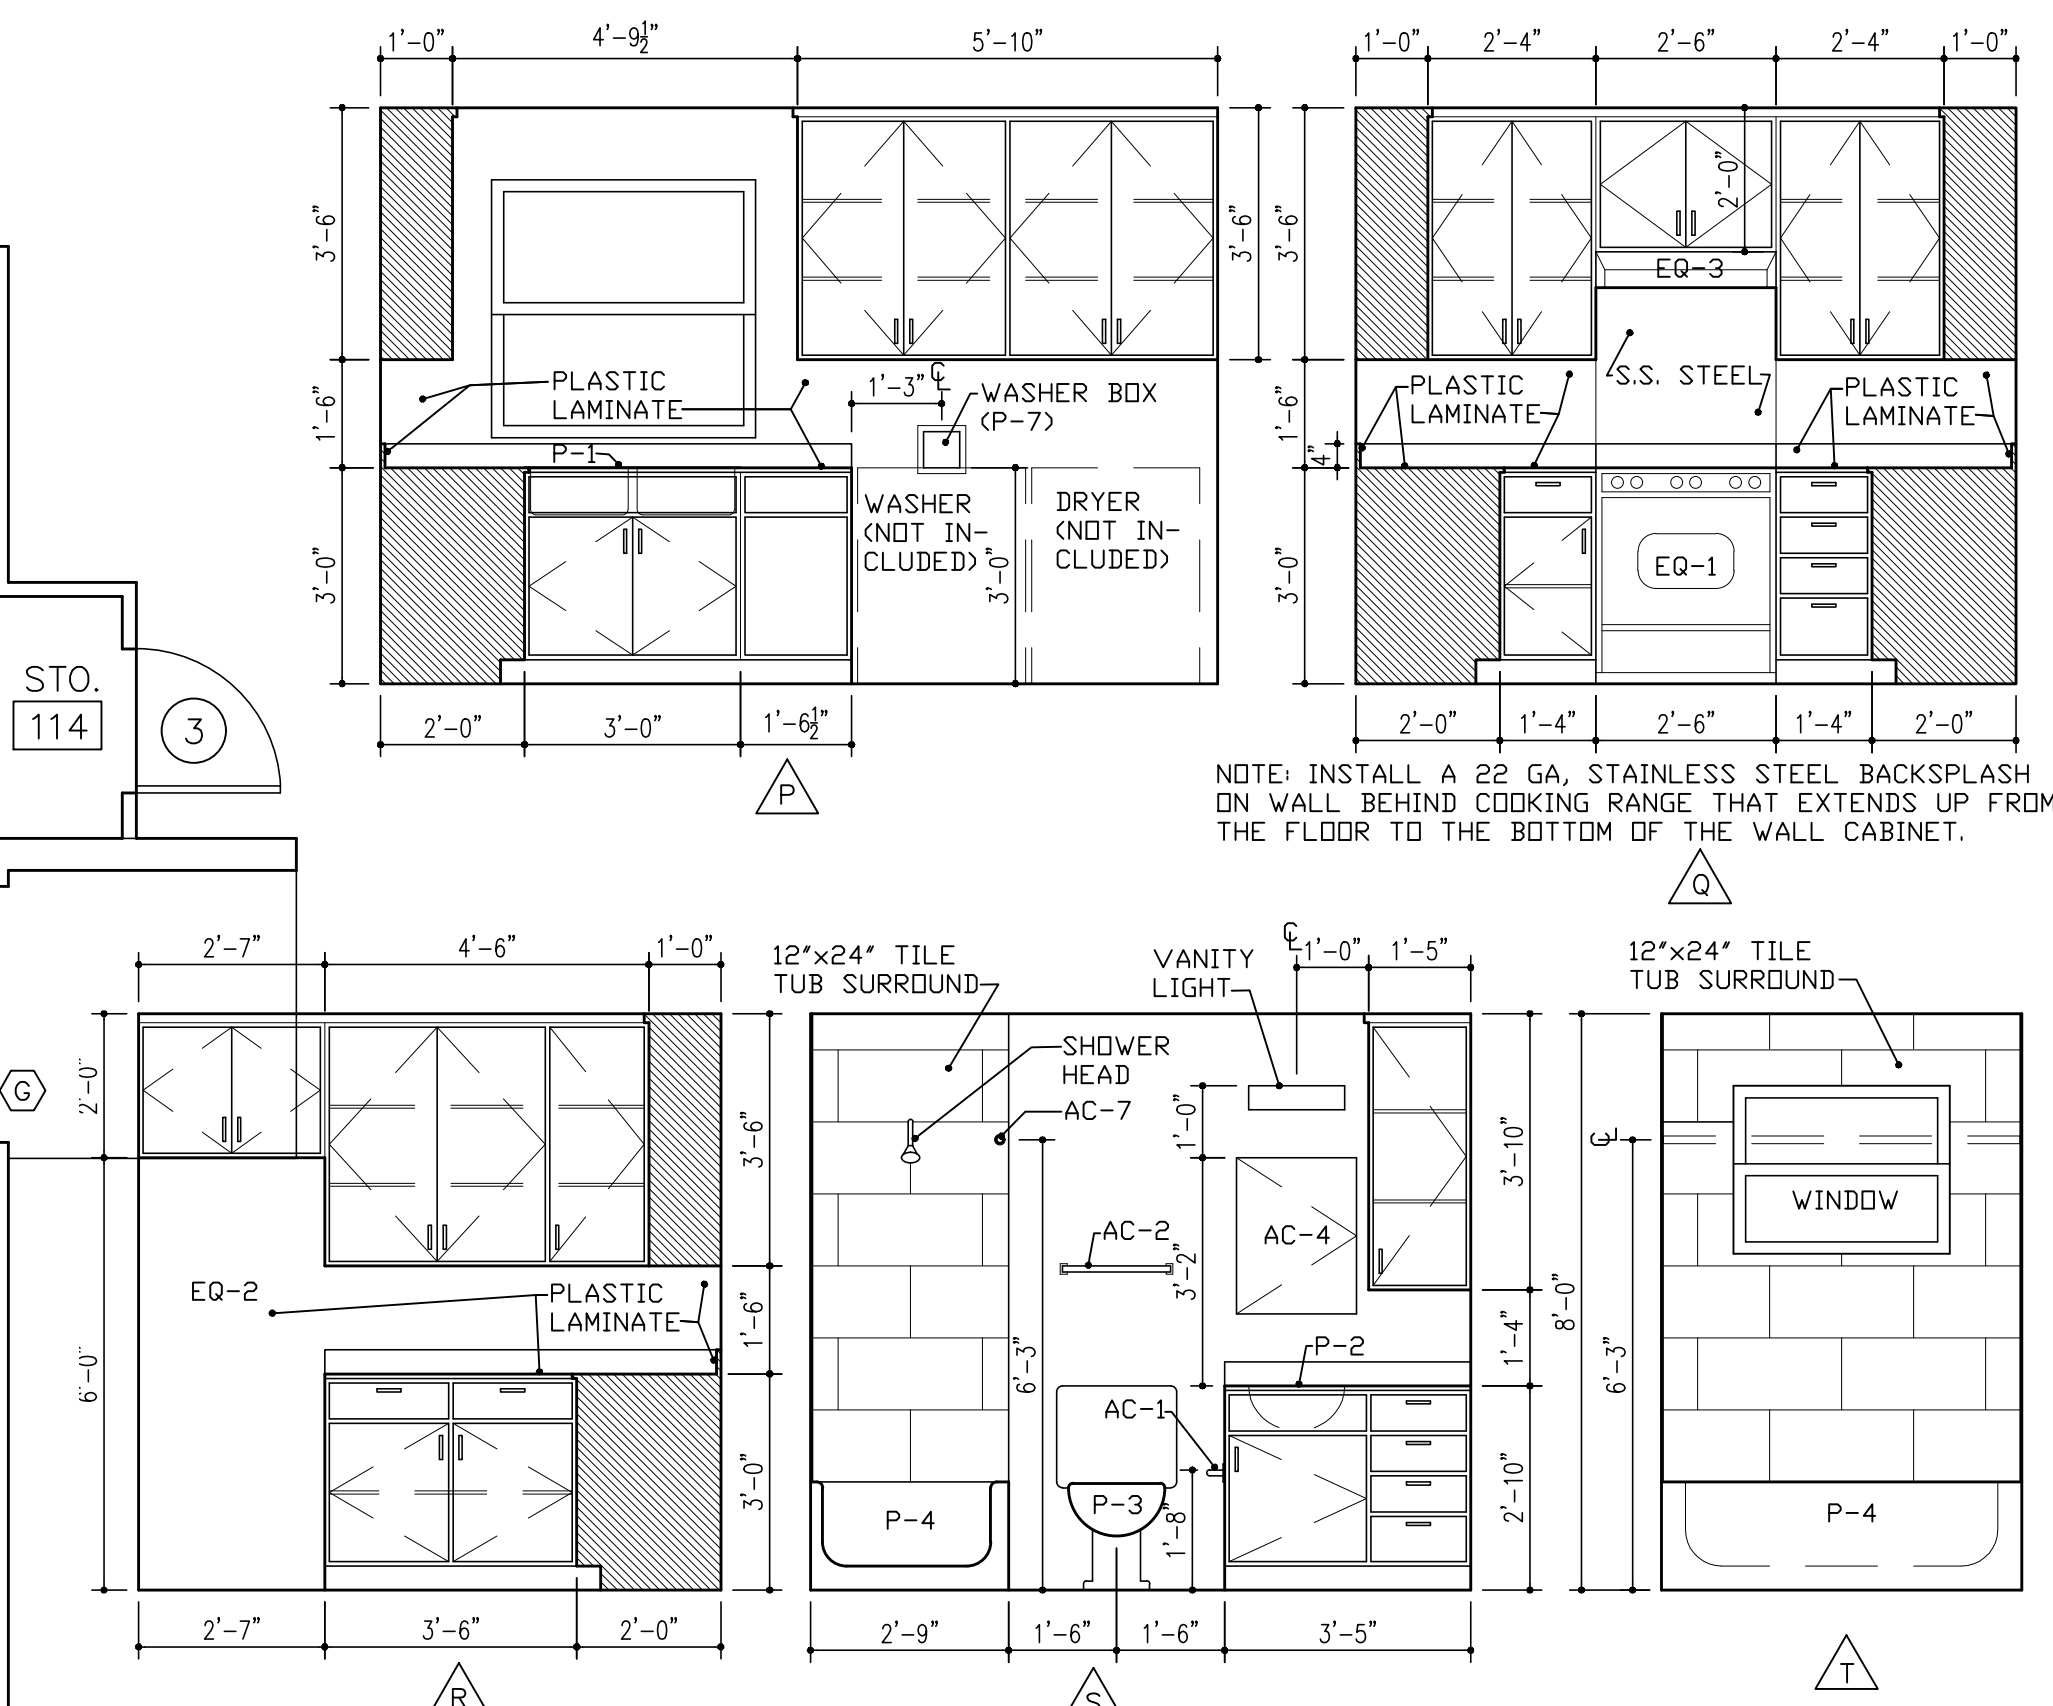 1'-0" 4'-9½" 5'-10"
3'-6"
1'-6"
3'-0"
3'-6"
PLASTIC
LAMINATE
P-1
1'-3" ℄
WASHER BOX
(P-7)
WASHER
(NOT IN-
CLUDED)
3'-0"
DRYER
(NOT IN-
CLUDED)
2'-0" 3'-0" 1'-6½"
P
1'-0" 2'-4" 2'-6" 2'-4" 1'-0"
3'-6"
1'-6"
4"
3'-0"
2'-0"
EQ-3
S.S. STEEL
PLASTIC
LAMINATE
PLASTIC
LAMINATE
EQ-1
2'-0" 1'-4" 2'-6" 1'-4" 2'-0"
NOTE: INSTALL A 22 GA, STAINLESS STEEL BACKSPLASH
ON WALL BEHIND COOKING RANGE THAT EXTENDS UP FROM
THE FLOOR TO THE BOTTOM OF THE WALL CABINET.
Q
STO.
114
3
G
2'-7" 4'-6" 1'-0"
2'-0"
6'-0"
3'-6"
1'-6"
3'-0"
EQ-2
PLASTIC
LAMINATE
2'-7" 3'-6" 2'-0"
R
12"x24" TILE
TUB SURROUND
VANITY
LIGHT
℄ 1'-0" 1'-5"
SHOWER
HEAD
AC-7
1'-0"
3'-2"
AC-2
AC-4
6'-3"
P-2
AC-1
1'-8"
P-3
P-4
3'-10"
1'-4"
2'-10"
8'-0"
2'-9" 1'-6" 1'-6" 3'-5"
S
12"x24" TILE
TUB SURROUND
℄
6'-3"
WINDOW
P-4
T